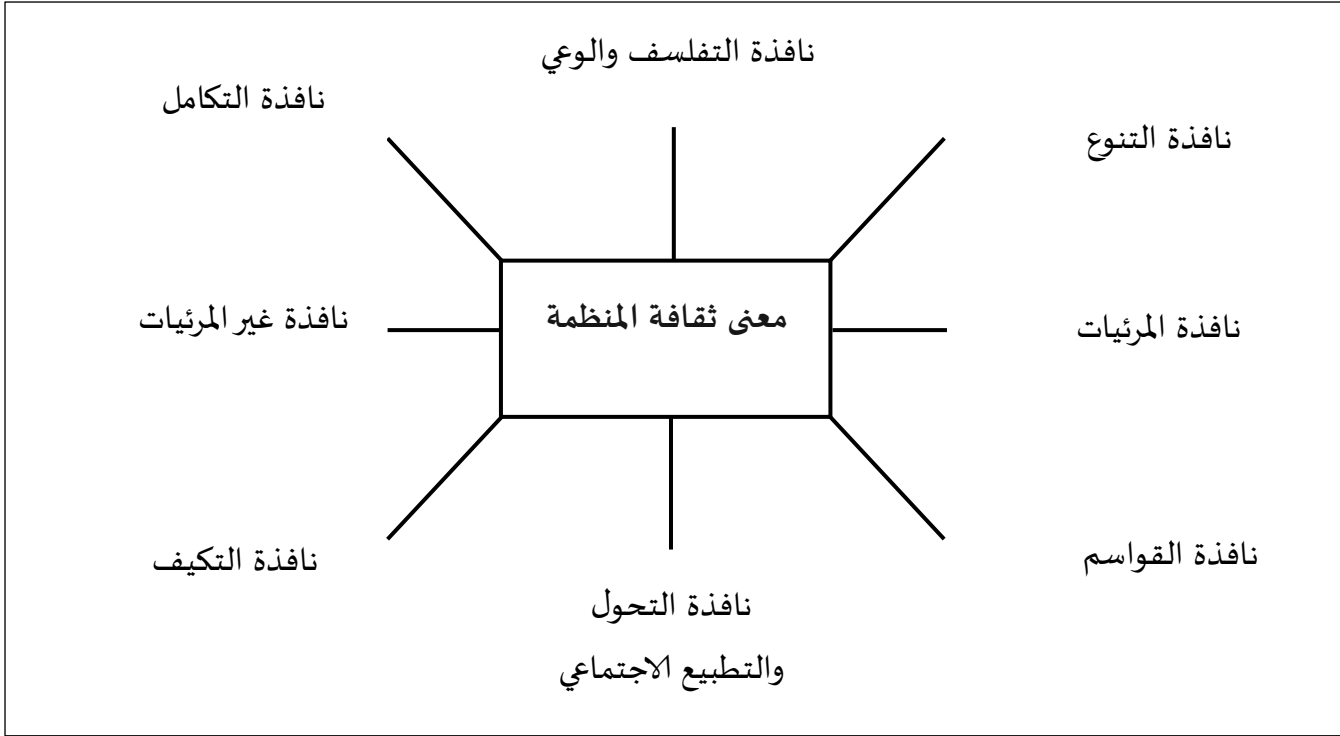 نافذة التفلسف والوعي
نافذة التكامل
نافذة التنوع
معنى ثقافة المنظمة
نافذة المرئيات
نافذة غير المرئيات
نافذة القواسم
نافذة التكيف
نافذة التحول
والتطبيع الاجتماعي